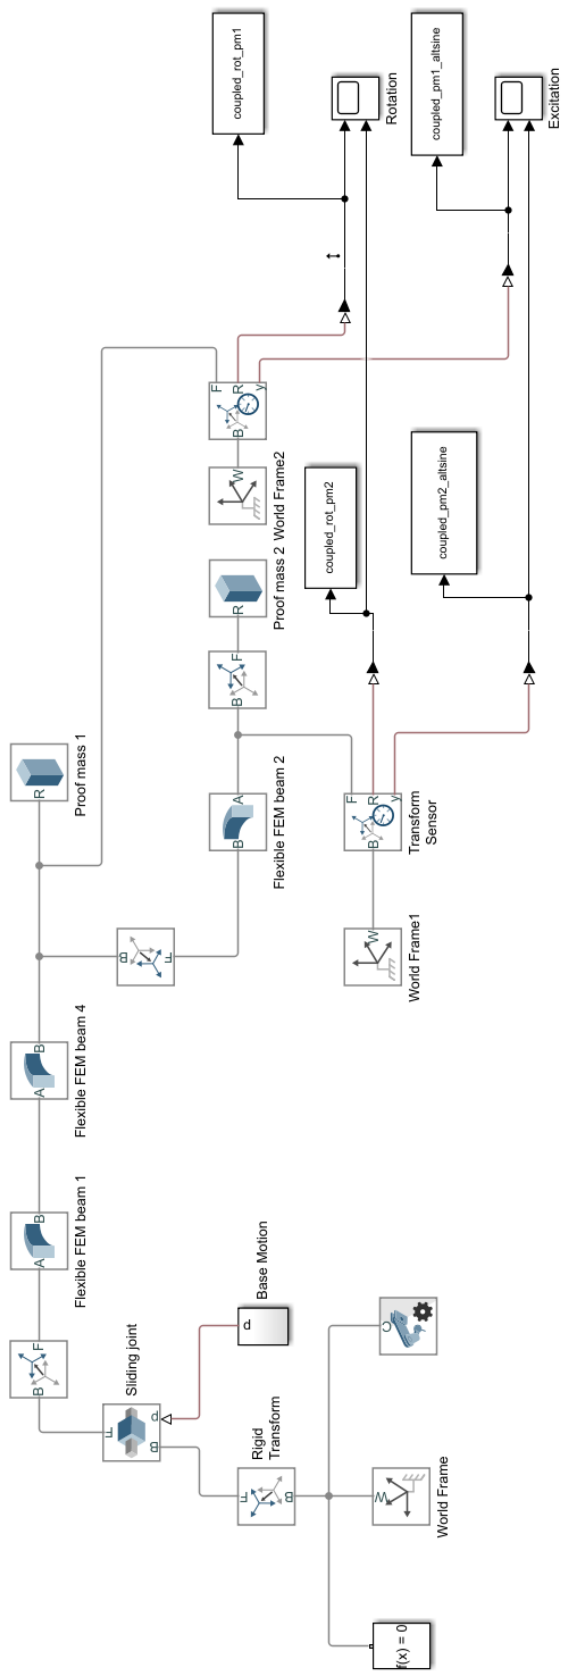 f(x) = 0
World Frame
W
C
Rigid
Transform
B
F
Base Motion
d
Sliding joint
B
P
F
B
F
Flexible FEM beam 1
A
B
Flexible FEM beam 4
A
B
Proof mass 1
R
B
F
Flexible FEM beam 2
B
A
B
F
Proof mass 2
R
World Frame1
W
Transform
Sensor
B
F
R
y
World Frame2
W
B
F
R
y
coupled_rot_pm1
Rotation
coupled_pm1_altsine
Excitation
coupled_rot_pm2
coupled_pm2_altsine